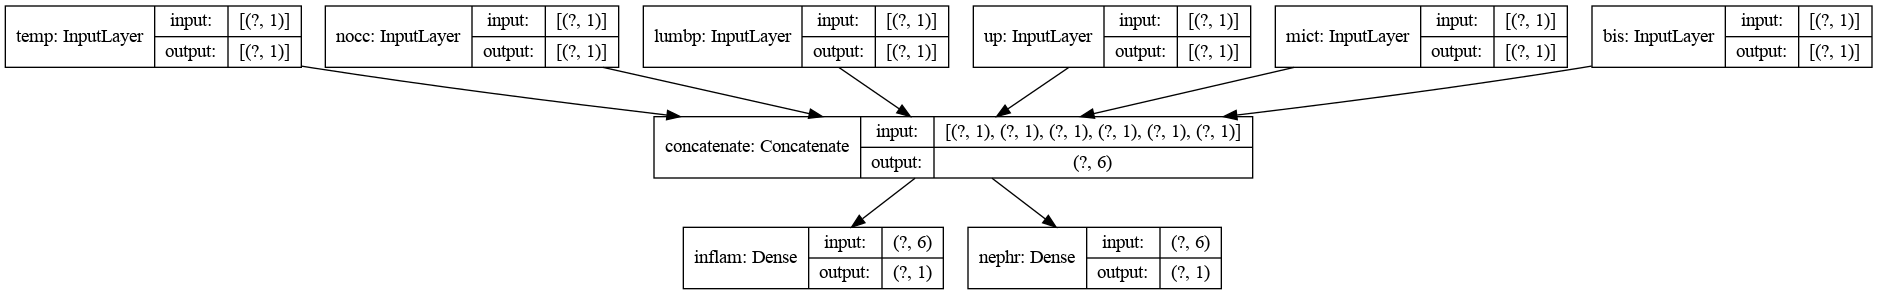 temp: InputLayer
input:
[(?, 1)]
output:
[(?, 1)]
nocc: InputLayer
input:
[(?, 1)]
output:
[(?, 1)]
lumbp: InputLayer
input:
[(?, 1)]
output:
[(?, 1)]
up: InputLayer
input:
[(?, 1)]
output:
[(?, 1)]
mict: InputLayer
input:
[(?, 1)]
output:
[(?, 1)]
bis: InputLayer
input:
[(?, 1)]
output:
[(?, 1)]
concatenate: Concatenate
input:
[(?, 1), (?, 1), (?, 1), (?, 1), (?, 1), (?, 1)]
output:
(?, 6)
inflam: Dense
input:
(?, 6)
output:
(?, 1)
nephr: Dense
input:
(?, 6)
output:
(?, 1)